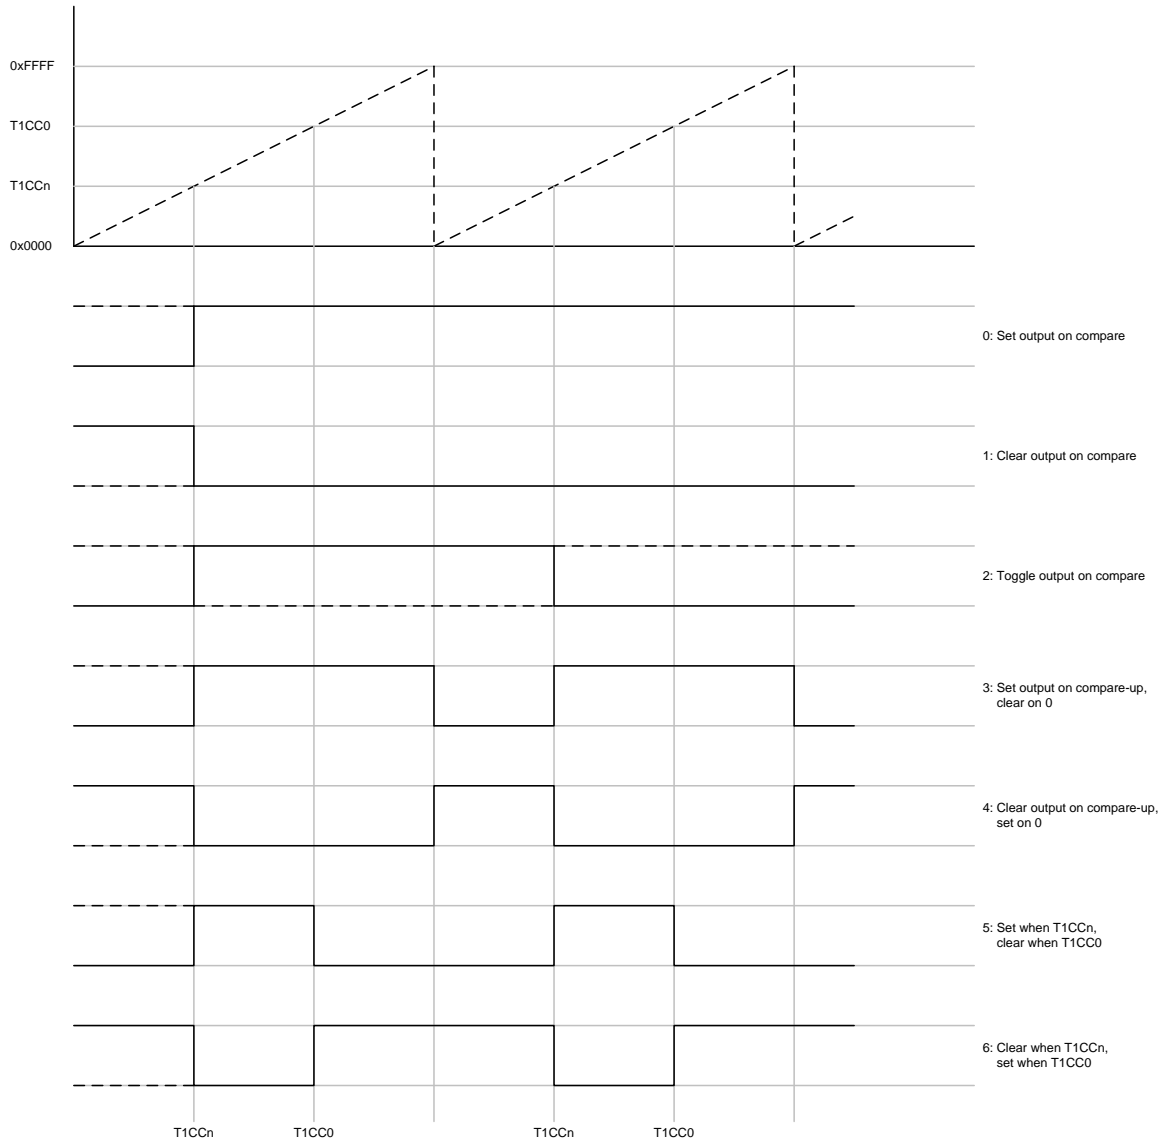 0xFFFF
T1CC0
T1CCn
0x0000
0: Set output on compare
1: Clear output on compare
2: Toggle output on compare
3: Set output on compare-up,
clear on 0
4: Clear output on compare-up,
set on 0
5: Set when T1CCn,
clear when T1CC0
6: Clear when T1CCn,
set when T1CC0
T1CCn T1CC0 T1CCn T1CC0